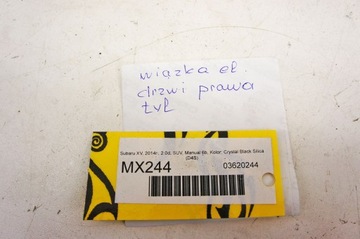 wiązka el
drzwi prawa
tył
Subaru XV, 2014r, 2.0d, SUV, Manual 6b, Kolor: Crystal Black Silica
(D4S)
MX244
03620244